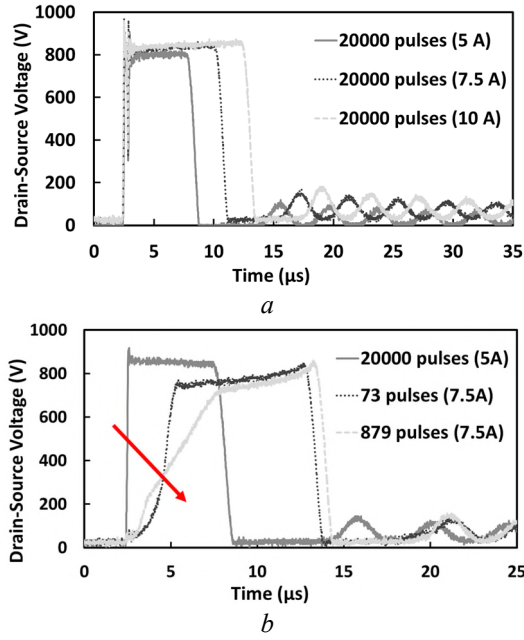 1000
800
600
400
200
0
Drain-Source Voltage (V)
20000 pulses (5 A)
20000 pulses (7.5 A)
20000 pulses (10 A)
0 5 10 15 20 25 30 35
Time (μs)
a
1000
800
600
400
200
0
Drain-Source Voltage (V)
20000 pulses (5A)
73 pulses (7.5A)
879 pulses (7.5A)
0 5 10 15 20 25
Time (μs)
b